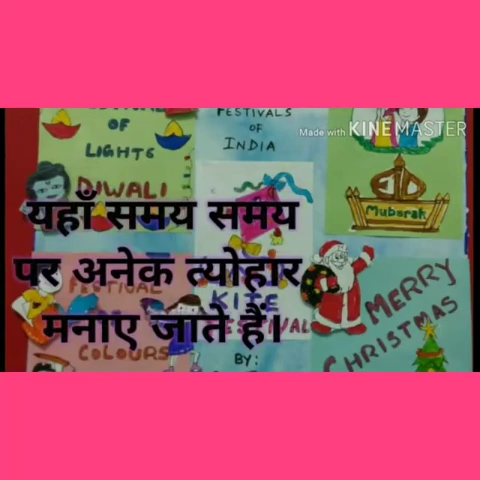 OF
LIGHTS
DIWALI
FESTIVALS
OF
INDIA
Made with KINEMASTER
Mubarak
यहाँ समय समय
पर अनेक त्योहार
मनाए जाते हैं।
FESTIVAL
COLOURS
KITE
FESTIVAL
BY:
MERRY
CHRISTMAS